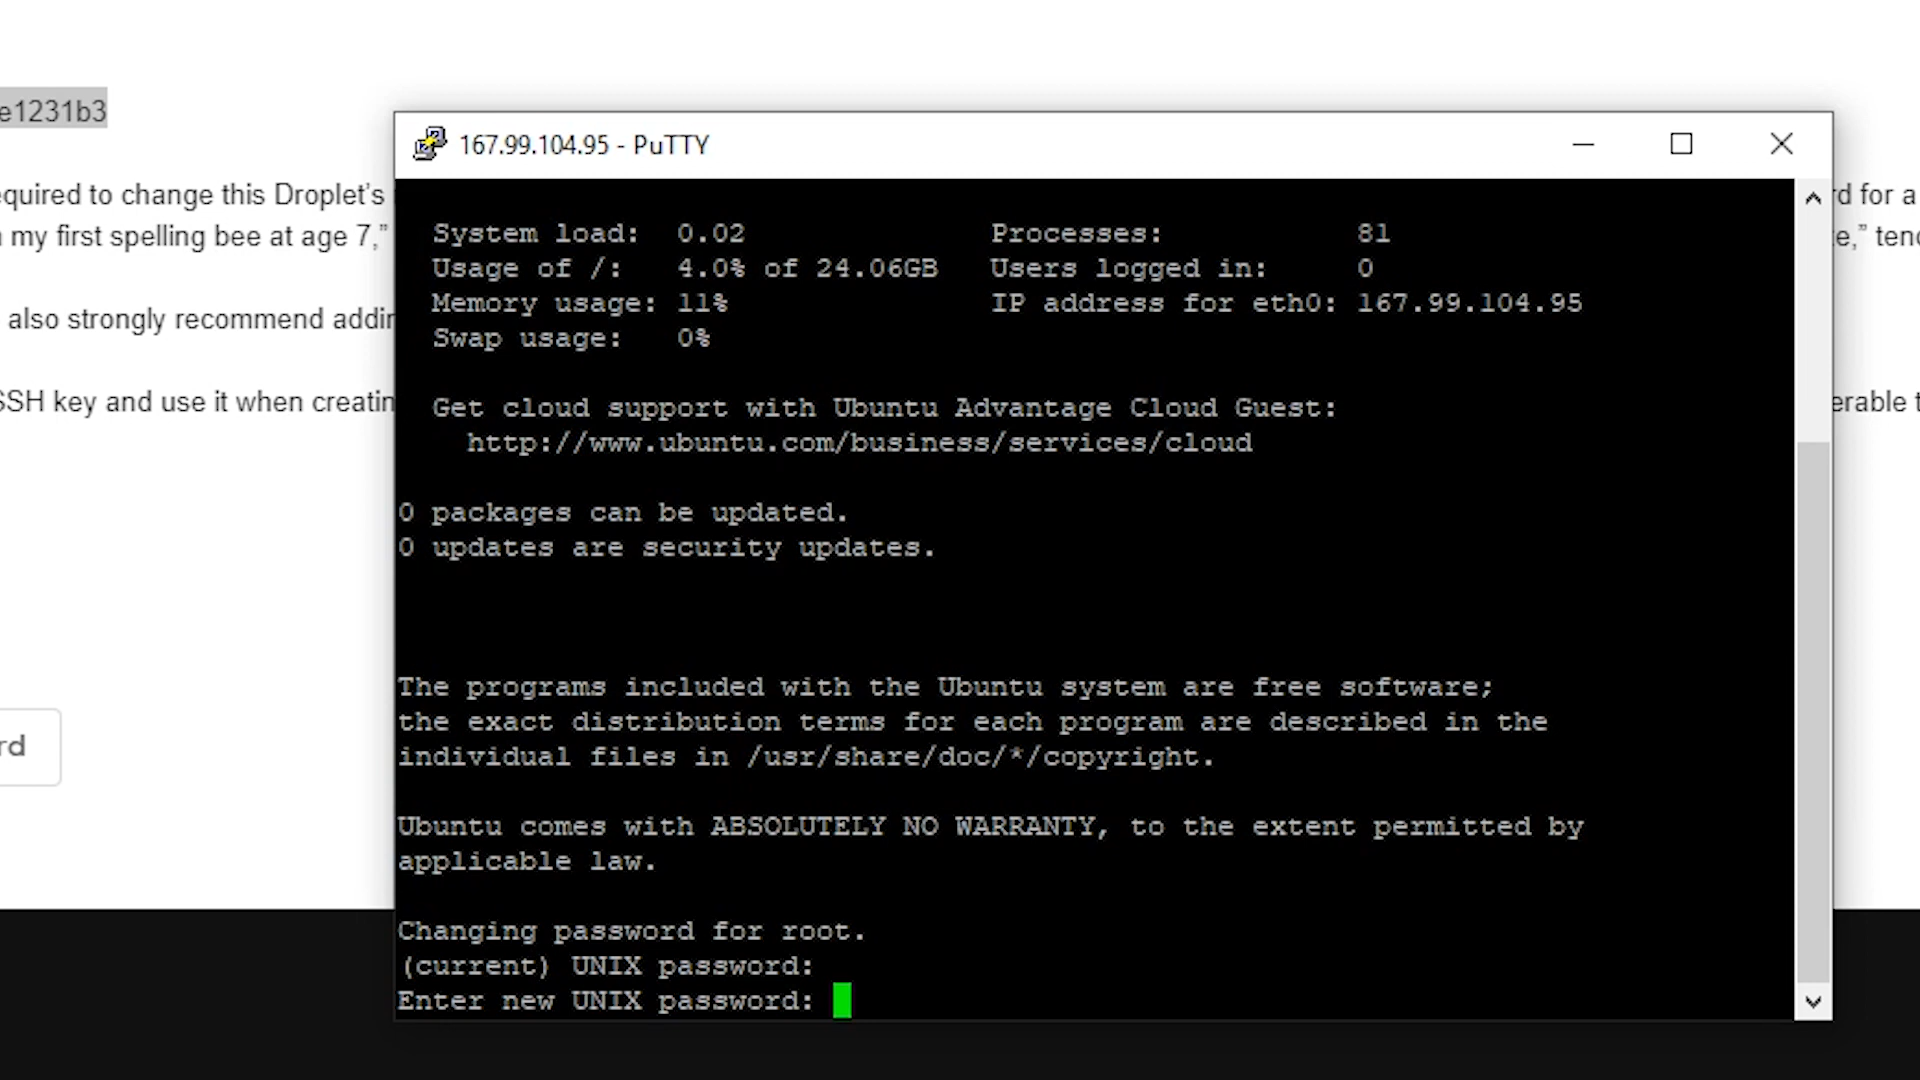 e1231b3
167.99.104.95 - PuTTY
equired to change this Droplet's
rd for a
my first spelling bee at age 7,”
e,” tend
also strongly recommend addin
SSH key and use it when creatin
erable t
System load: 0.02 Processes: 81
Usage of /: 4.0% of 24.06GB Users logged in: 0
Memory usage: 11% IP address for eth0: 167.99.104.95
Swap usage: 0%
Get cloud support with Ubuntu Advantage Cloud Guest:
http://www.ubuntu.com/business/services/cloud
0 packages can be updated.
0 updates are security updates.
The programs included with the Ubuntu system are free software;
the exact distribution terms for each program are described in the
individual files in /usr/share/doc/*/copyright.
rd
Ubuntu comes with ABSOLUTELY NO WARRANTY, to the extent permitted by
applicable law.
Changing password for root.
(current) UNIX password:
Enter new UNIX password: